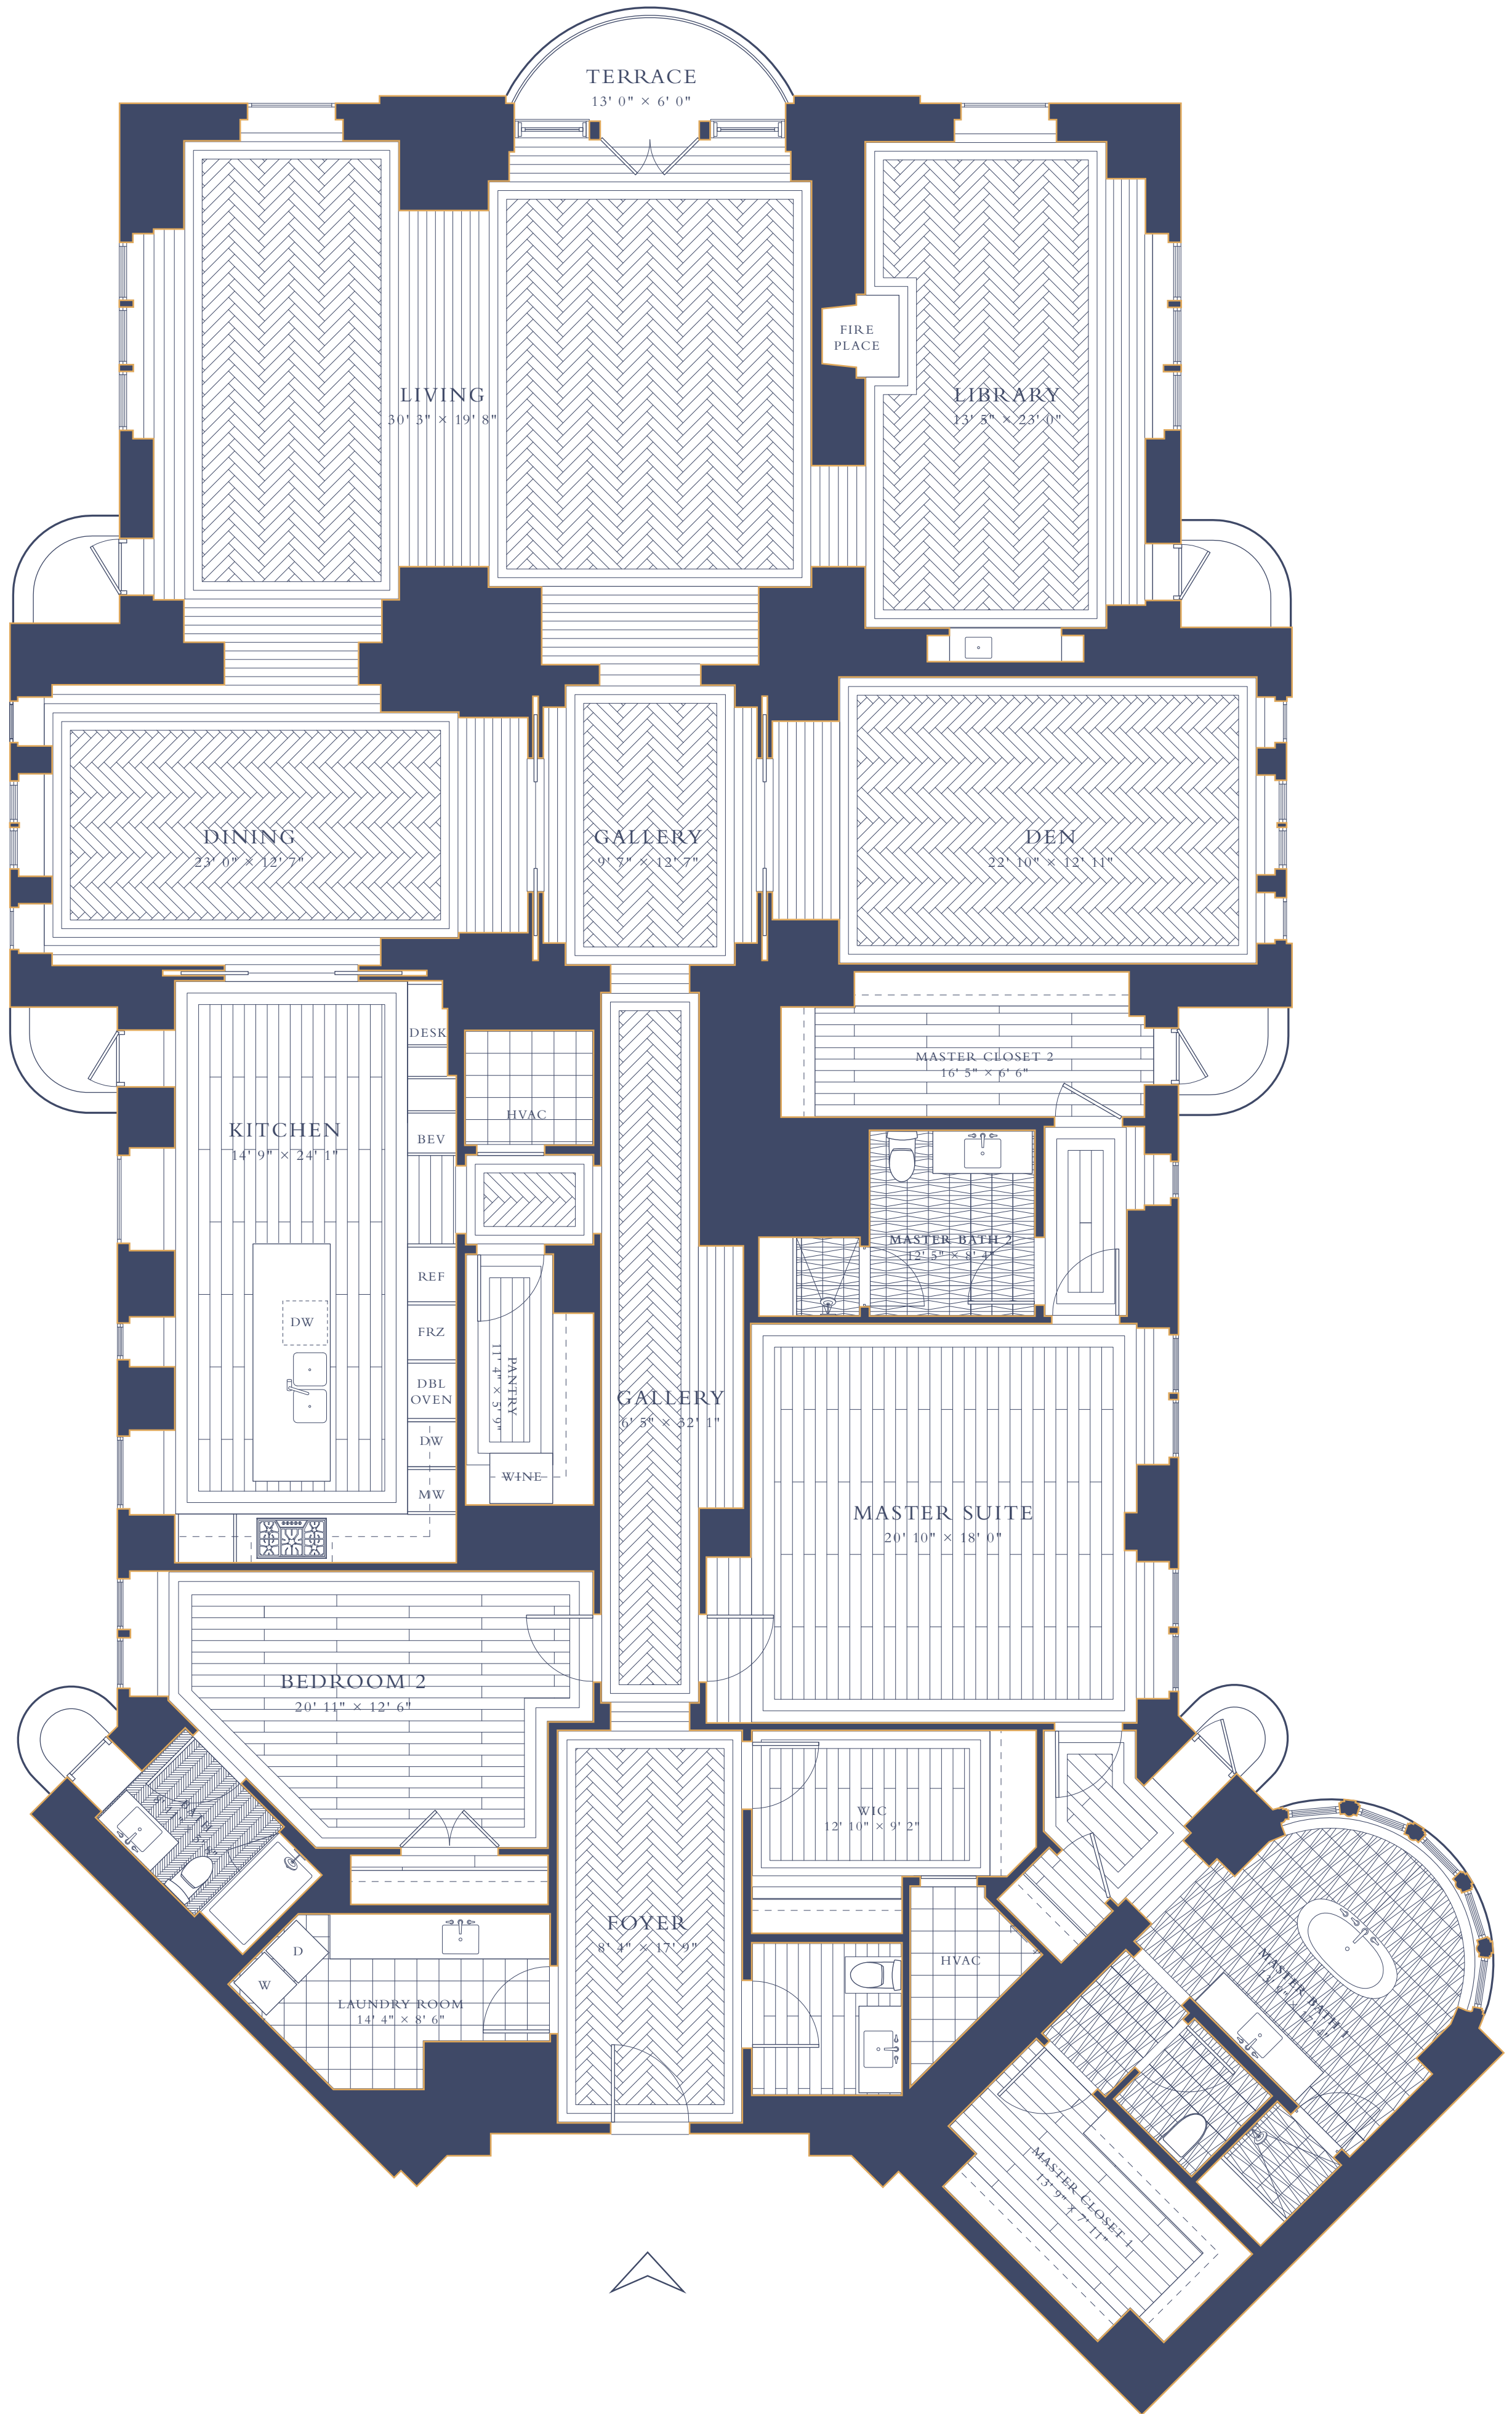 TERRACE
13' 0" × 6' 0"
FIRE
PLACE
LIVING
30' 3" × 19' 8"
LIBRARY
13' 5" × 23' 0"
DINING
23' 0" × 12' 7"
GALLERY
9' 7" × 12' 7"
DEN
22' 10" × 12' 11"
DESK
MASTER CLOSET 2
16' 5" × 6' 6"
HVAC
KITCHEN
14' 9" × 24' 1"
BEV
MASTER BATH 2
12' 5" × 8' 4"
REF
DW
FRZ
PANTRY
11' 4" × 5' 9"
DBL
OVEN
GALLERY
6' 5" × 32' 1"
DW
WINE
MW
MASTER SUITE
20' 10" × 18' 0"
BEDROOM 2
20' 11" × 12' 6"
WIC
12' 10" × 9' 2"
FOYER
8' 4" × 17' 9"
D
W
HVAC
LAUNDRY ROOM
14' 4" × 8' 6"
MASTER BATH 1
MASTER CLOSET 1
13' 9" × 7' 11"